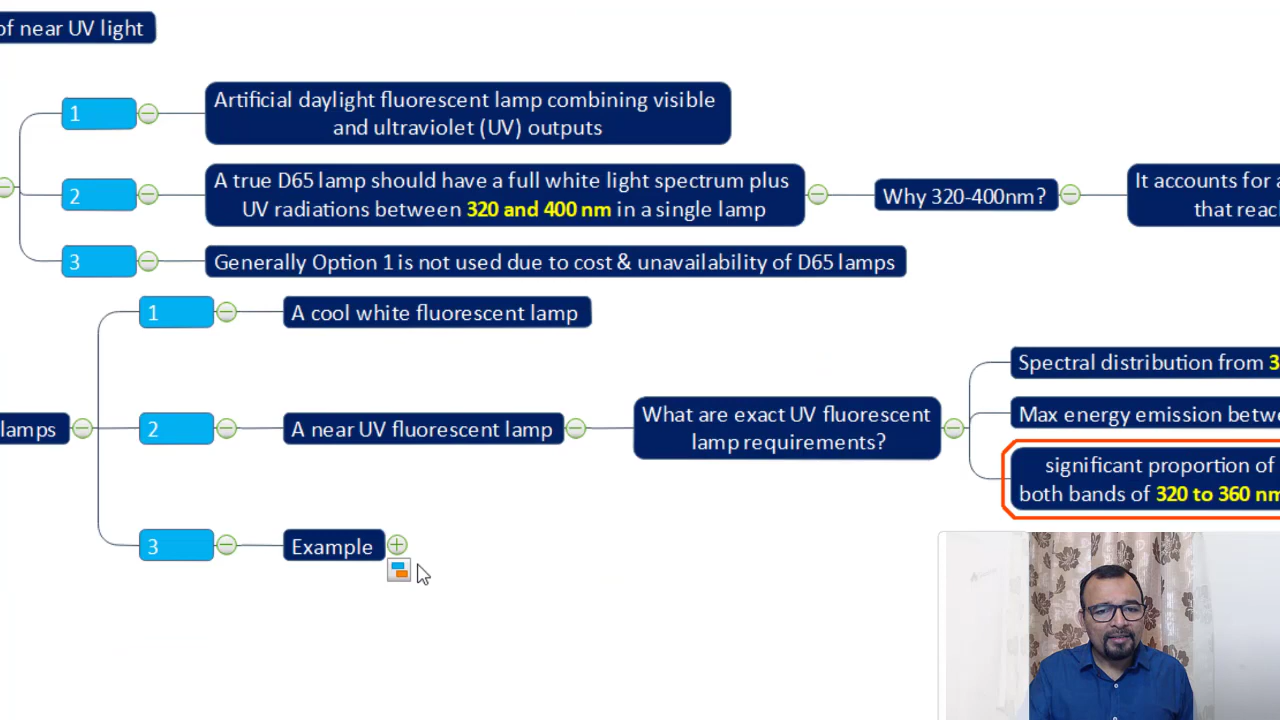 of near UV light
1
Artificial daylight fluorescent lamp combining visible
and ultraviolet (UV) outputs
2
A true D65 lamp should have a full white light spectrum plus
UV radiations between 320 and 400 nm in a single lamp
Why 320-400nm?
It accounts for
that
3
Generally Option 1 is not used due to cost & unavailability of D65 lamps
lamps
1
A cool white fluorescent lamp
2
A near UV fluorescent lamp
What are exact UV fluorescent
lamp requirements?
Spectral distribution from
Max energy emission
significant proportion of
both bands of 320 to 360 nm
3
Example